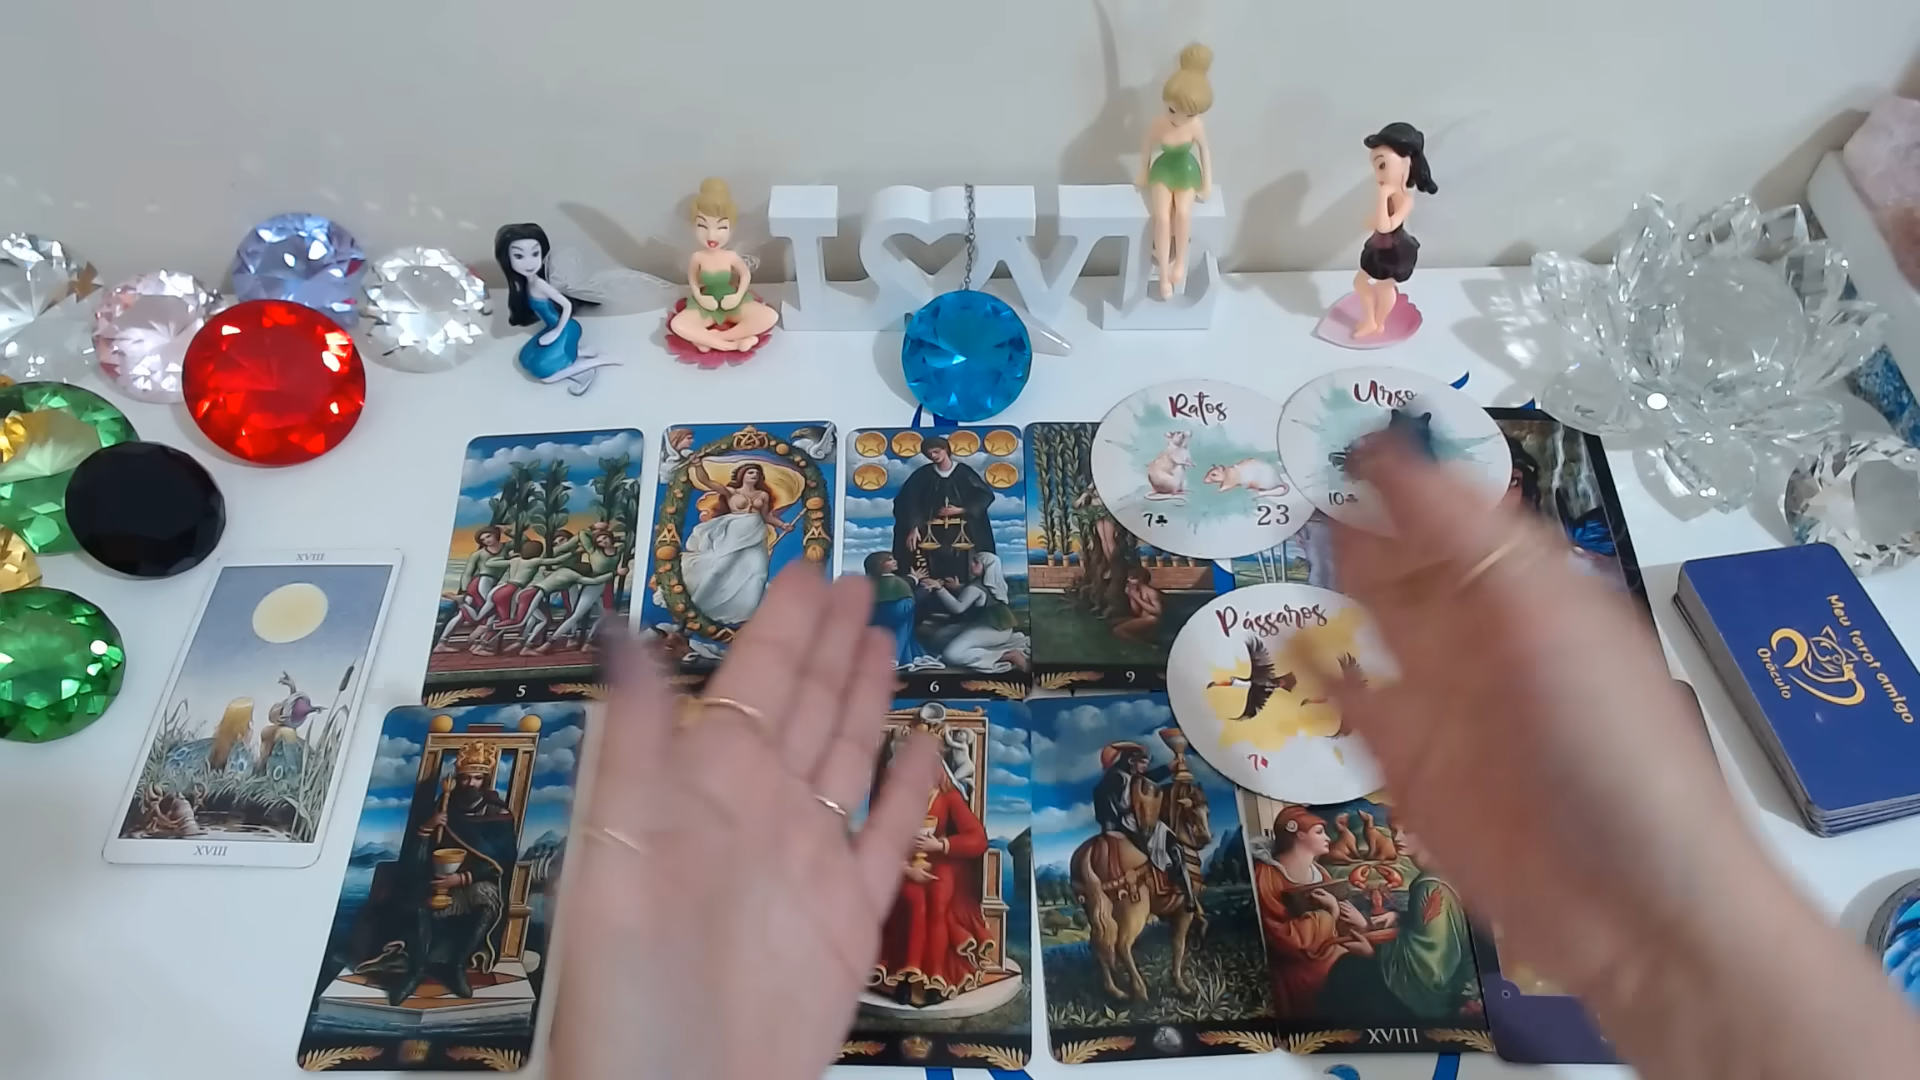 LOVE
Ratos
7♣
23
Urso
10♣
XVIII
5
6
9
Pássaros
7♦
Meu tarot amigo
Oráculo
XVIII
XVIII